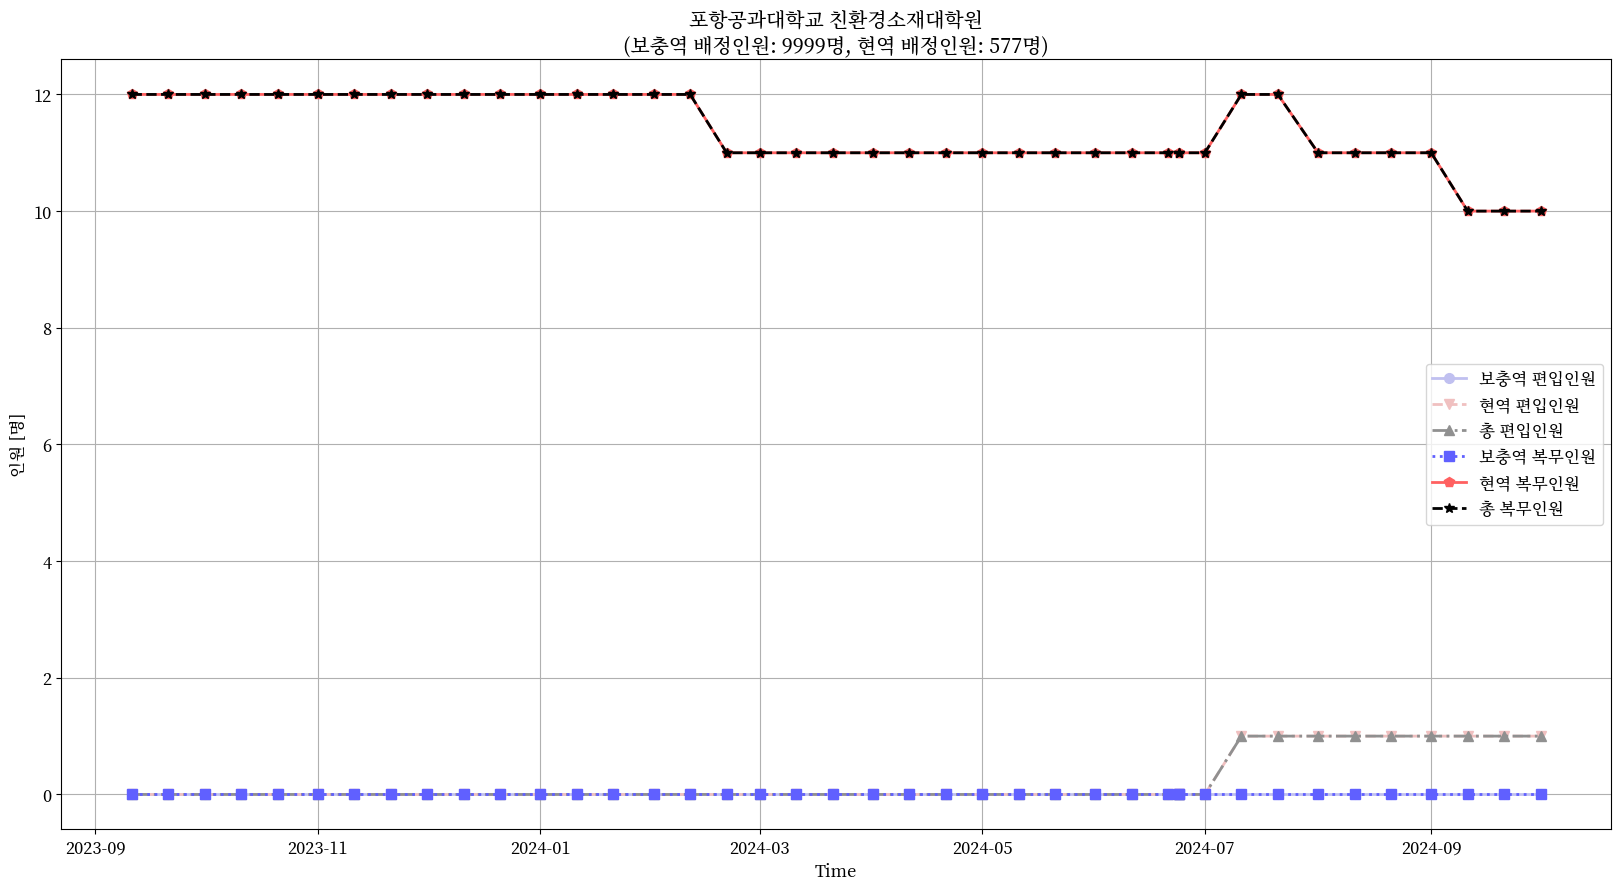 포항공과대학교 친환경소재대학원
(보충역 배정인원: 9999명, 현역 배정인원: 577명)
인원 [명]
12
10
8
6
4
2
0
보충역 편입인원
현역 편입인원
총 편입인원
보충역 복무인원
현역 복무인원
총 복무인원
2023-09
2023-11
2024-01
2024-03
2024-05
2024-07
2024-09
Time